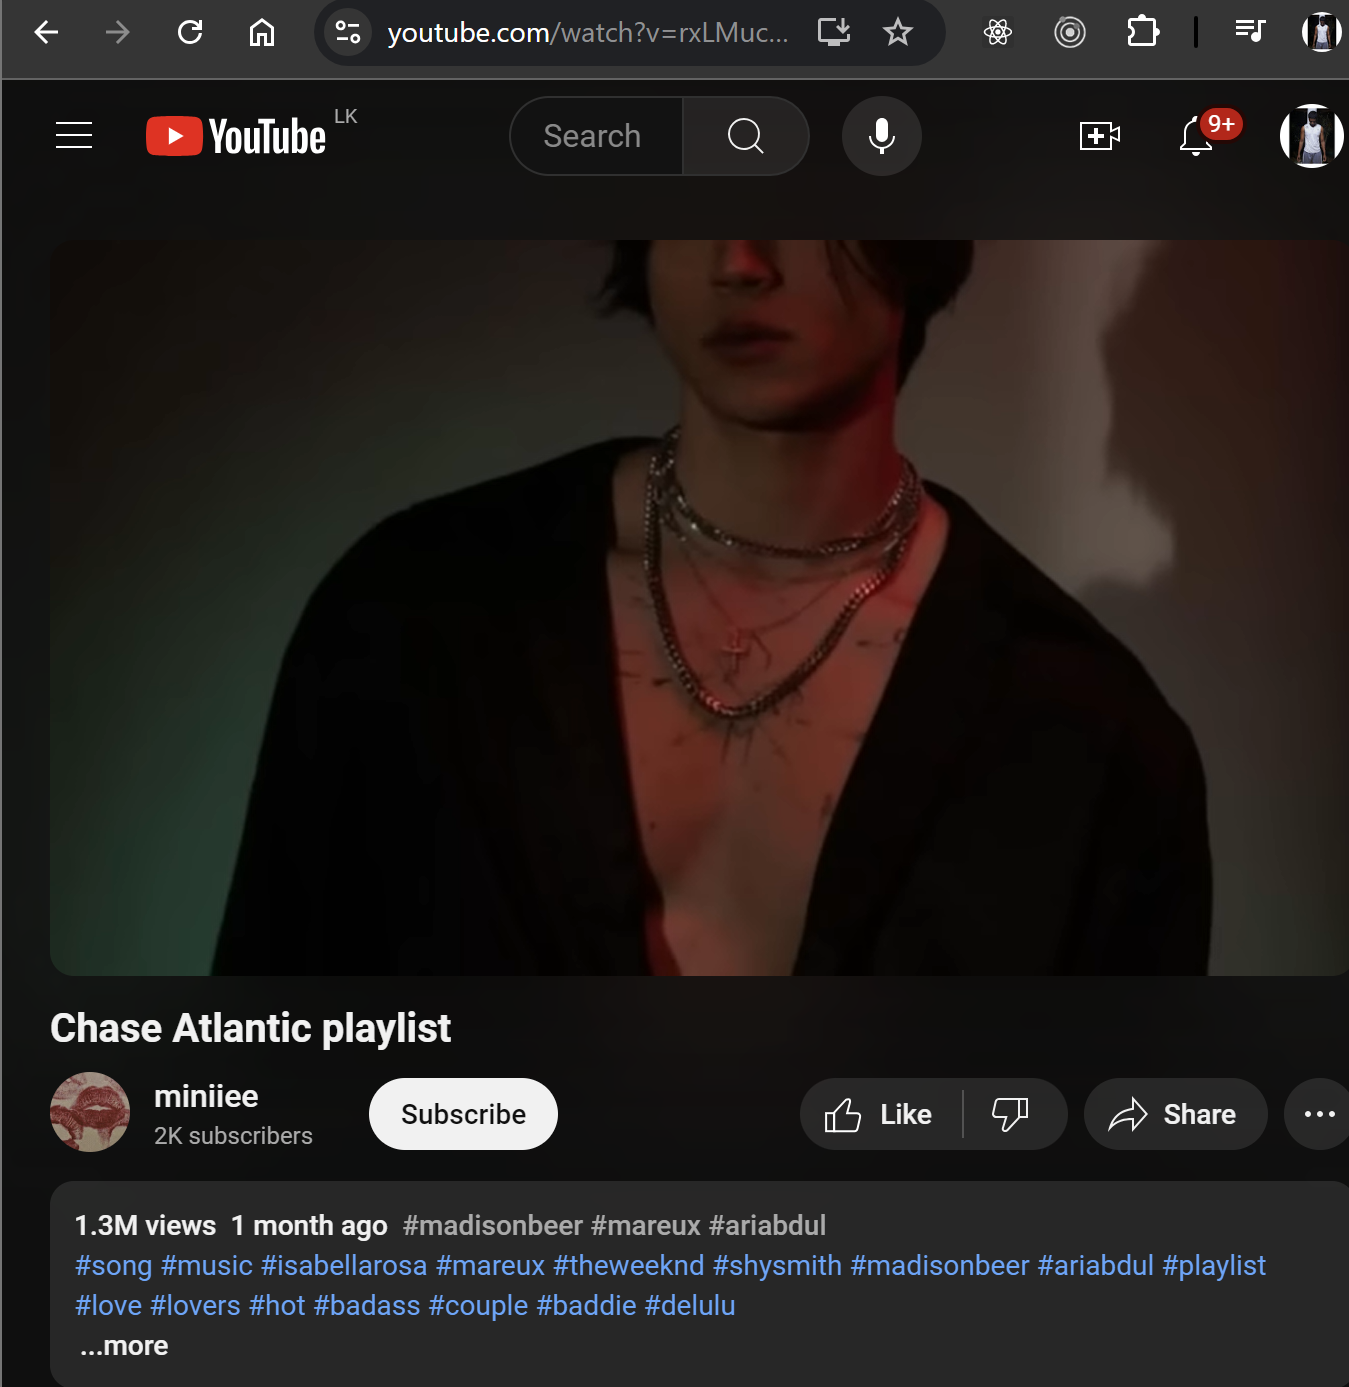 youtube.com/watch?v=rxLMuc...
YouTube LK
Search
9+
Chase Atlantic playlist
miniiee
2K subscribers
Subscribe
Like
Share
1.3M views 1 month ago #madisonbeer #mareux #ariabdul
#song #music #isabellarosa #mareux #theweeknd #shysmith #madisonbeer #ariabdul #playlist
#love #lovers #hot #badass #couple #baddie #delulu
...more